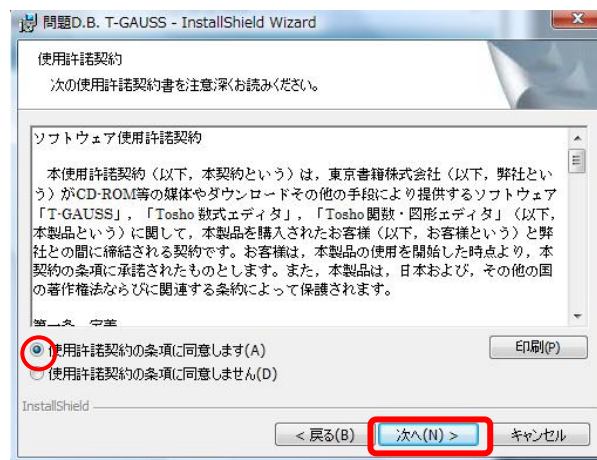 問題D.B. T-GAUSS - InstallShield Wizard
使用許諾契約
次の使用許諾契約書を注意深くお読みください。
ソフトウェア使用許諾契約
本使用許諾契約（以下，本契約という）は，東京書籍株式会社（以下，弊社とい
う）がCD-ROM等の媒体やダウンロードその他の手段により提供するソフトウェア
「T-GAUSS」，「Tosho 数式エディタ」，「Tosho 関数・図形エディタ」（以下，
本製品という）に関して，本製品を購入されたお客様（以下，お客様という）と弊
社との間に締結される契約です。お客様は，本製品の使用を開始した時点より，本
契約の条項に承諾されたものとします。また，本製品は，日本および，その他の国
の著作権法ならびに関連する条約によって保護されます。
第一条　定義
使用許諾契約の条項に同意します(A)
印刷(P)
使用許諾契約の条項に同意しません(D)
InstallShield
< 戻る(B)
次へ(N) >
キャンセル